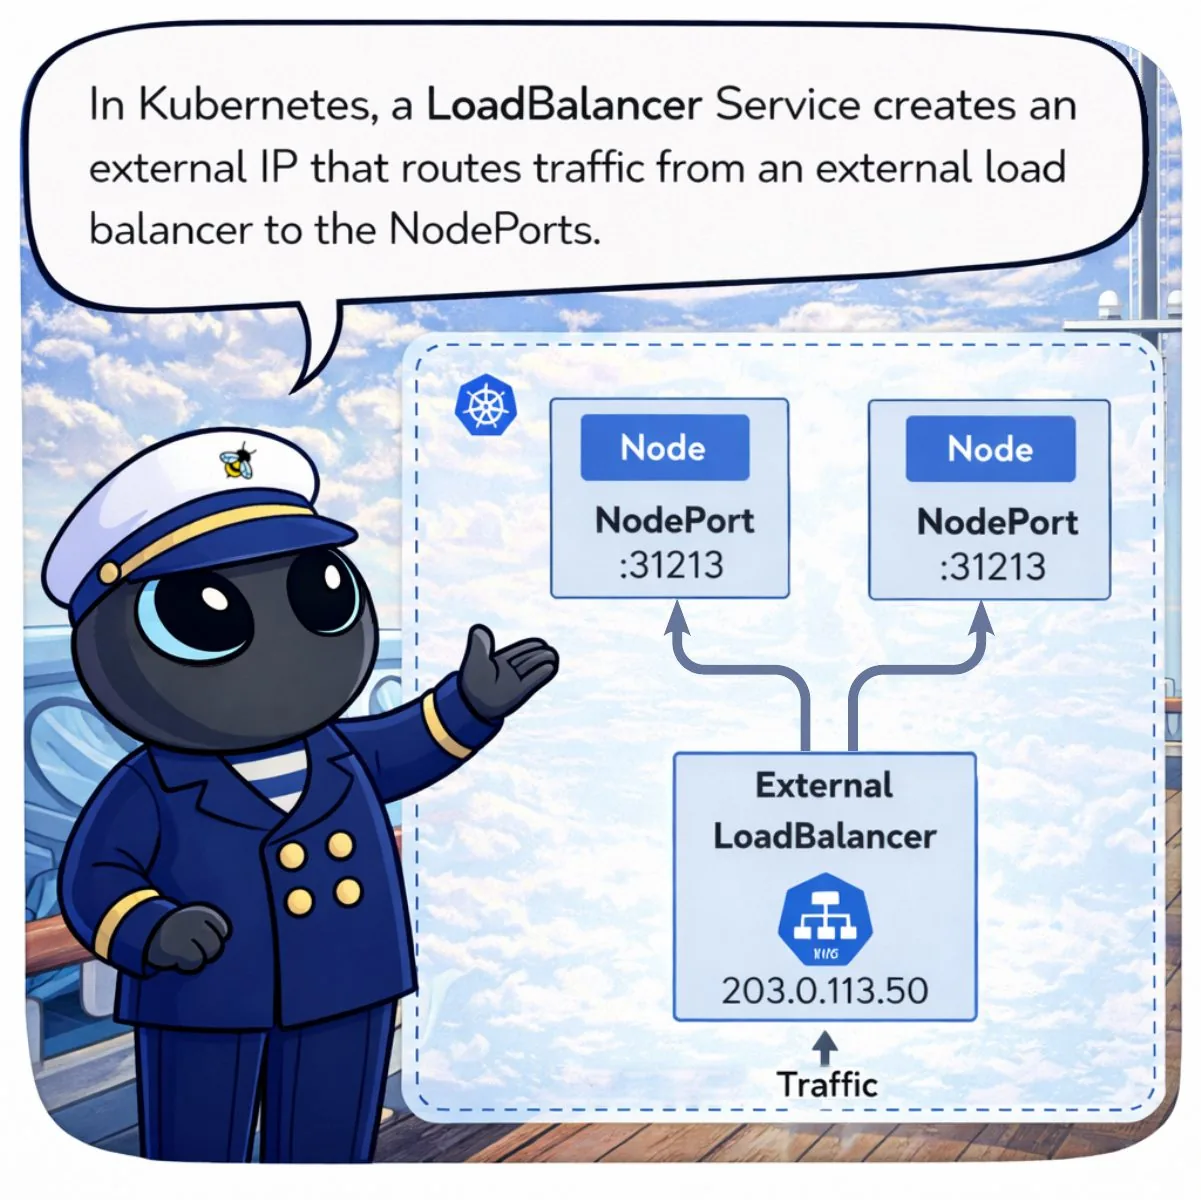 In Kubernetes, a LoadBalancer Service creates an
external IP that routes traffic from an external load
balancer to the NodePorts.
Node
NodePort
:31213
Node
NodePort
:31213
External
LoadBalancer
203.0.113.50
Traffic